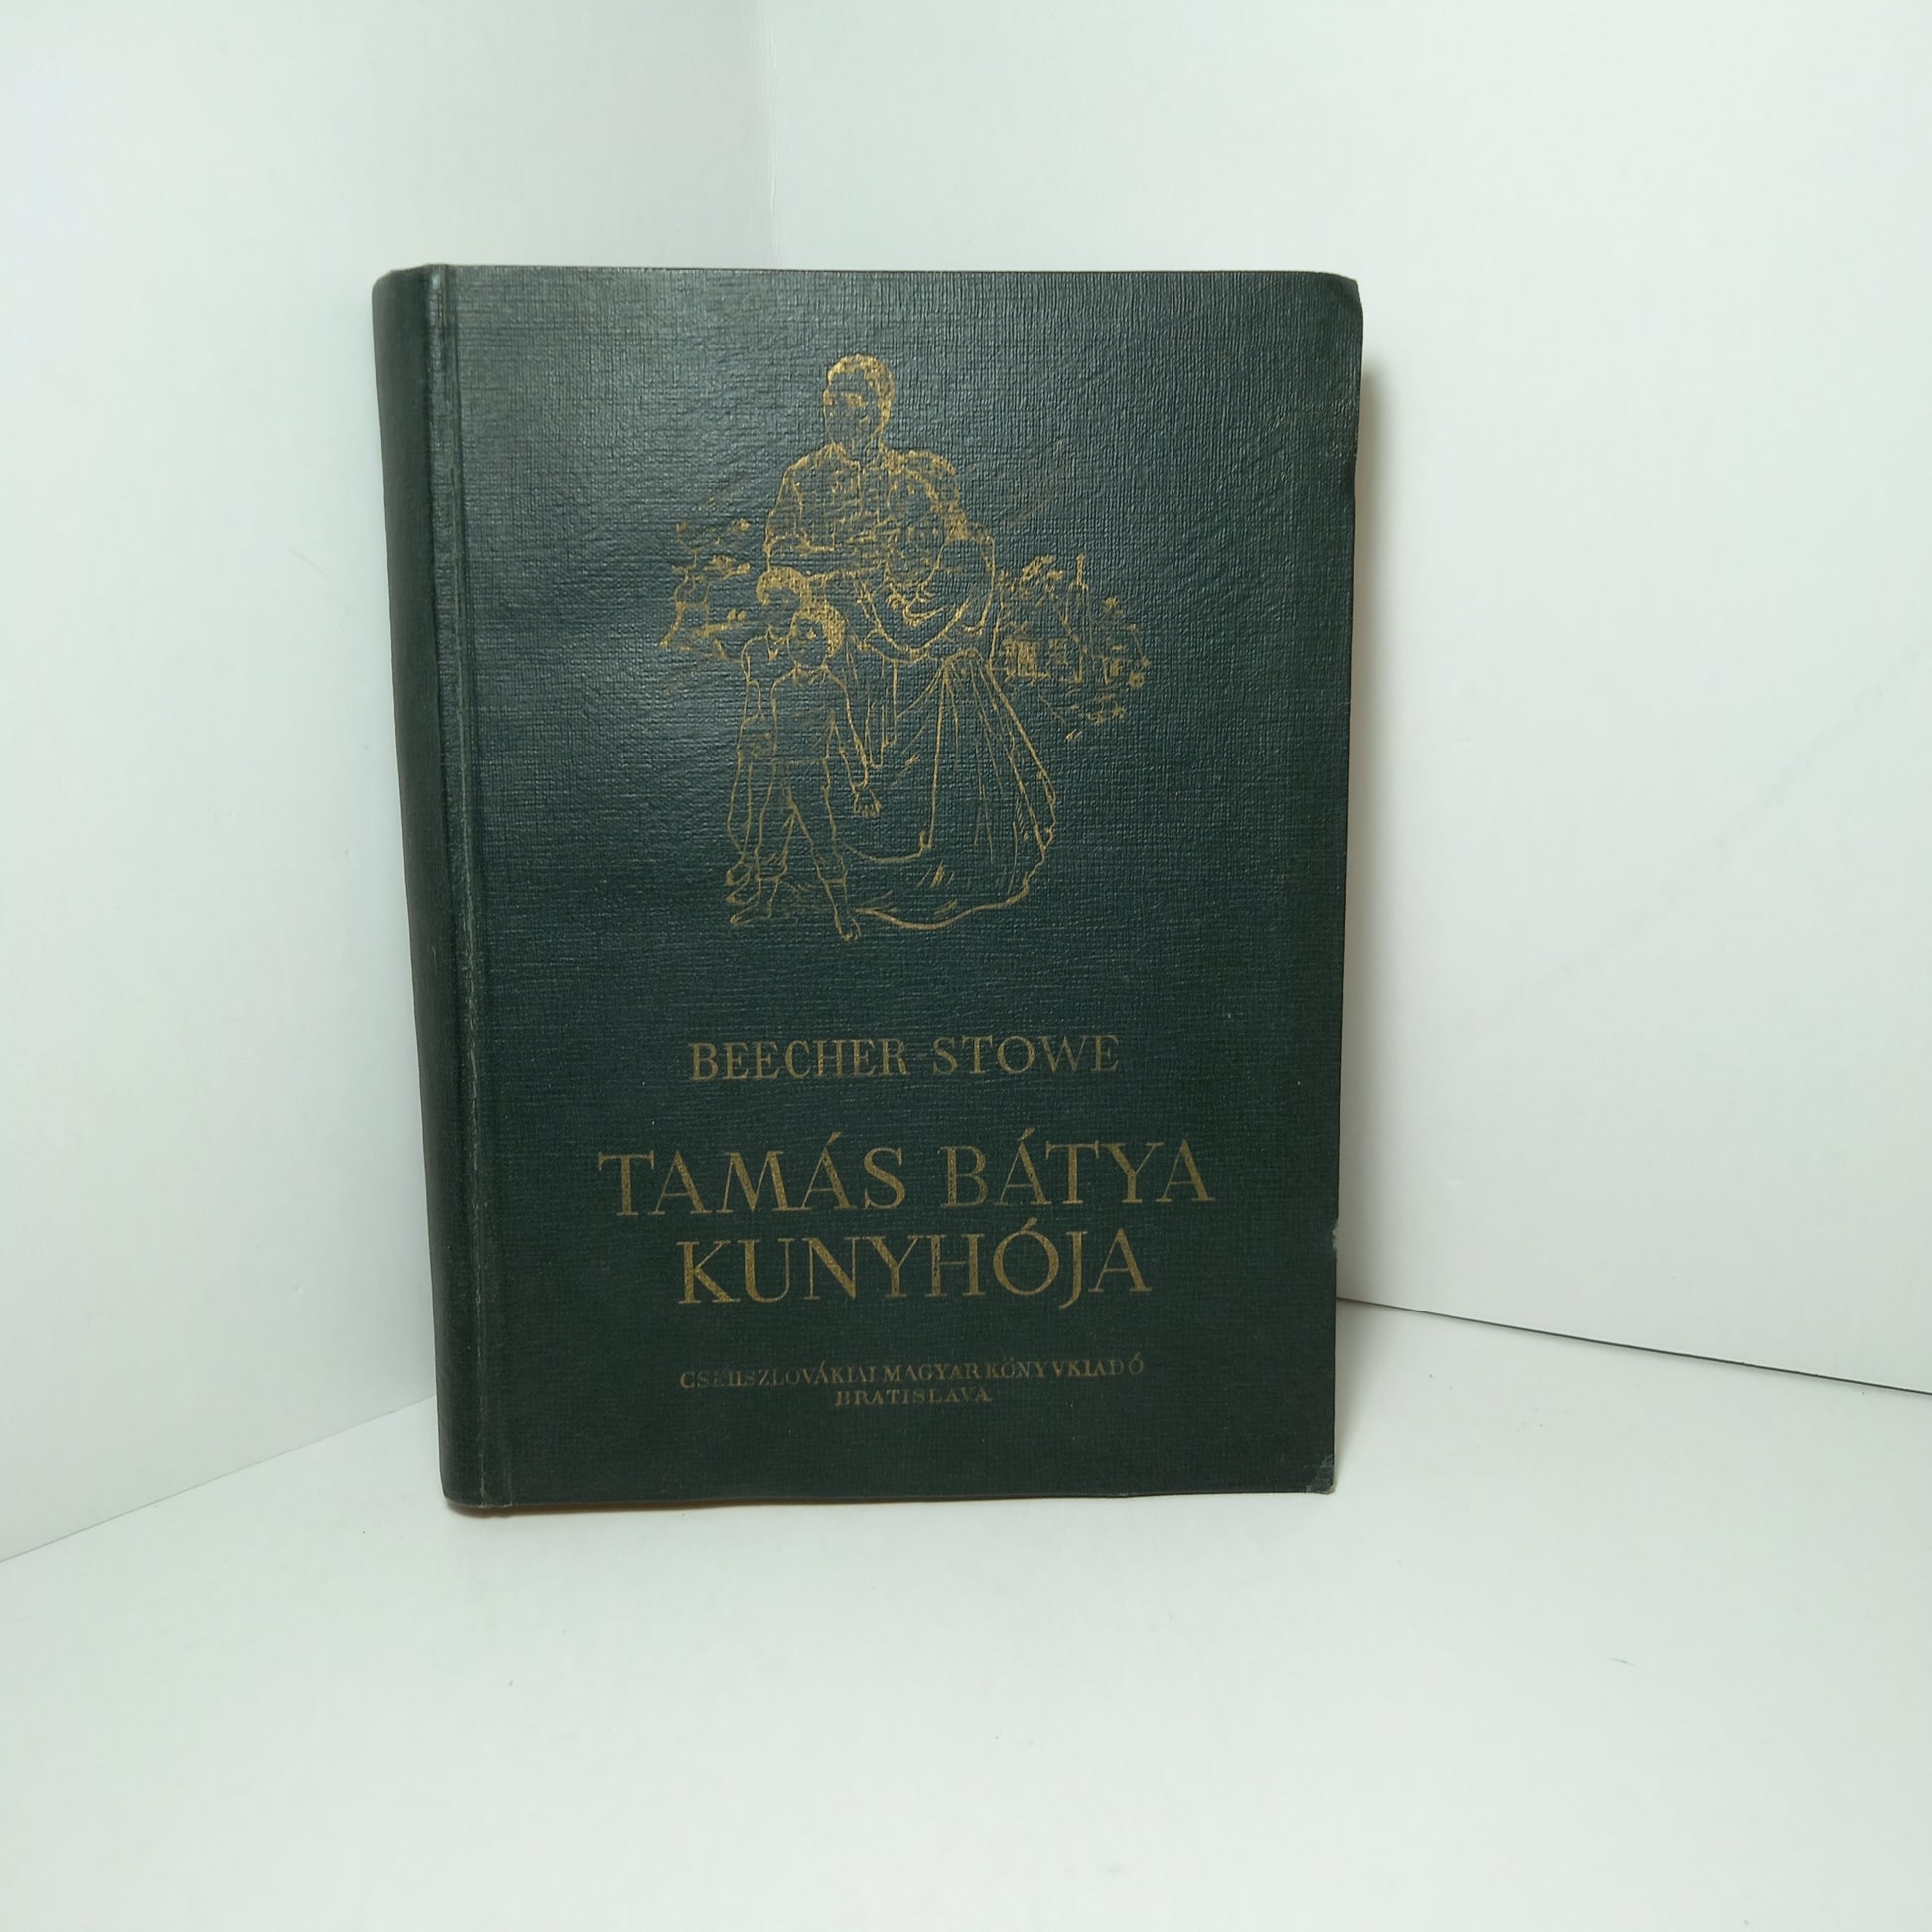 BEECHER-STOWE
TAMÁS BÁTYA
KUNYHÓJA
CSEHSZLOVÁKIAI MAGYAR KÖNYVKIADÓ
BRATISLAVA